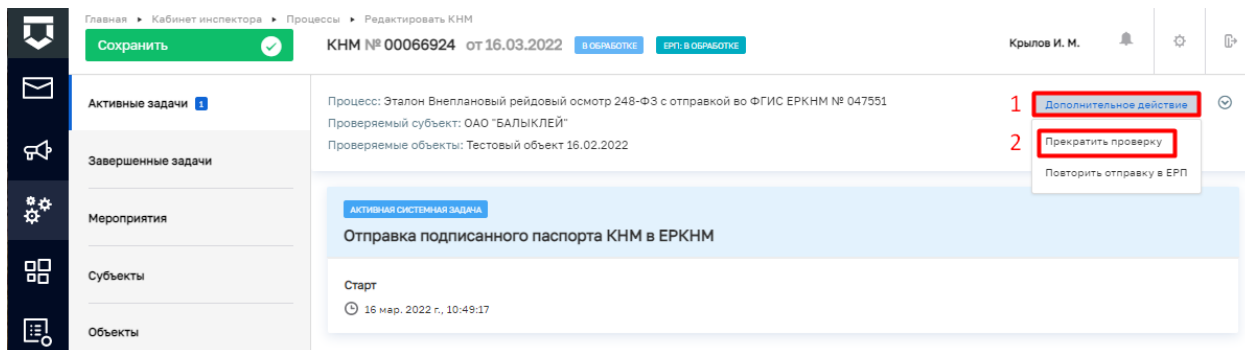 Главная ▸ Кабинет инспектора ▸ Процессы ▸ Редактировать КНМ
Сохранить
КНМ № 00066924 от 16.03.2022 В ОБРАБОТКЕ ЕРП: В ОБРАБОТКЕ
Крылов И. М.
Активные задачи 1
Завершенные задачи
Мероприятия
Субъекты
Объекты
Процесс: Эталон Внеплановый рейдовый осмотр 248-ФЗ с отправкой во ФГИС ЕРКНМ № 047551
Проверяемый субъект: ОАО "БАЛЫКЛЕЙ"
Проверяемые объекты: Тестовый объект 16.02.2022
1 Дополнительное действие
2 Прекратить проверку
Повторить отправку в ЕРП
АКТИВНАЯ СИСТЕМНАЯ ЗАДАЧА
Отправка подписанного паспорта КНМ в ЕРКНМ
Старт
16 мар. 2022 г., 10:49:17